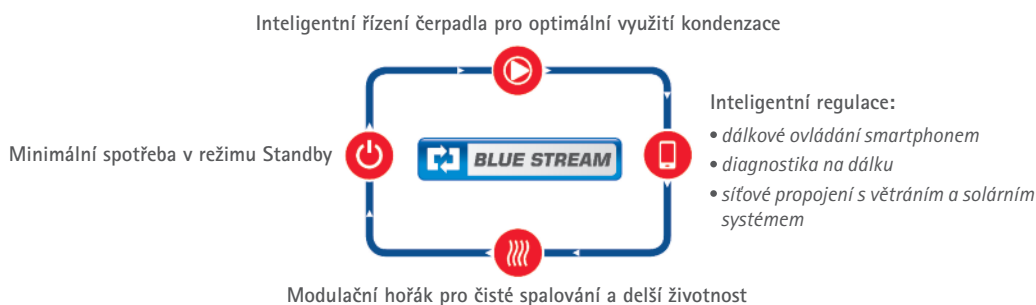 Inteligentní řízení čerpadla pro optimální využití kondenzace
Minimální spotřeba v režimu Standby
BLUE STREAM
Inteligentní regulace:
• dálkové ovládání smartphonem
• diagnostika na dálku
• síťové propojení s větráním a solárním
systémem
Modulační hořák pro čisté spalování a delší životnost